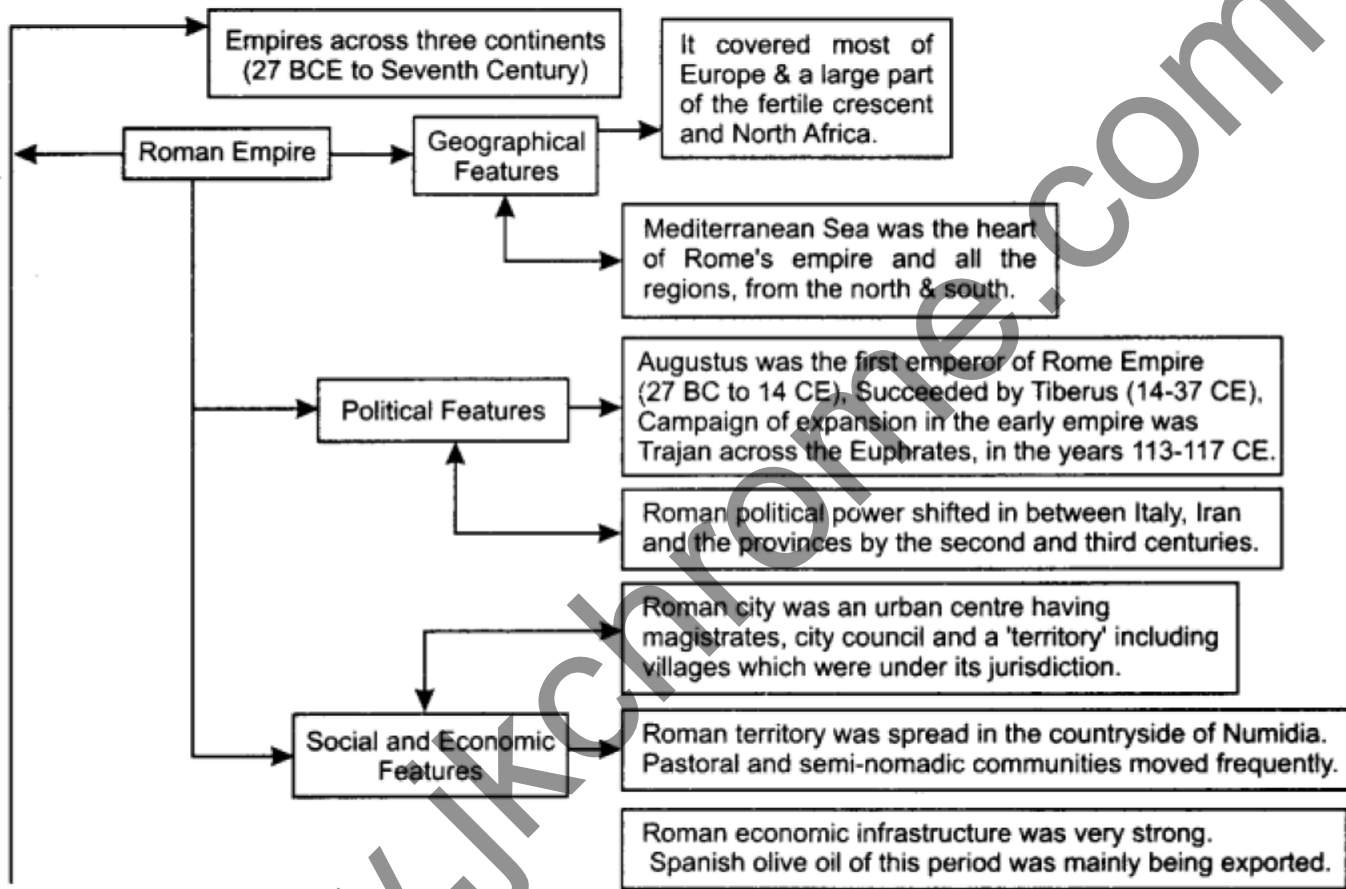 Empires across three continents
(27 BCE to Seventh Century)
It covered most of
Europe & a large part
of the fertile crescent
and North Africa.
Roman Empire
Geographical
Features
Mediterranean Sea was the heart
of Rome's empire and all the
regions, from the north & south.
Political Features
Augustus was the first emperor of Rome Empire
(27 BC to 14 CE), Succeeded by Tiberus (14-37 CE),
Campaign of expansion in the early empire was
Trajan across the Euphrates, in the years 113-117 CE.
Roman political power shifted in between Italy, Iran
and the provinces by the second and third centuries.
Roman city was an urban centre having
magistrates, city council and a 'territory' including
villages which were under its jurisdiction.
Social and Economic
Features
Roman territory was spread in the countryside of Numidia.
Pastoral and semi-nomadic communities moved frequently.
Roman economic infrastructure was very strong.
Spanish olive oil of this period was mainly being exported.
www.jkchrome.com